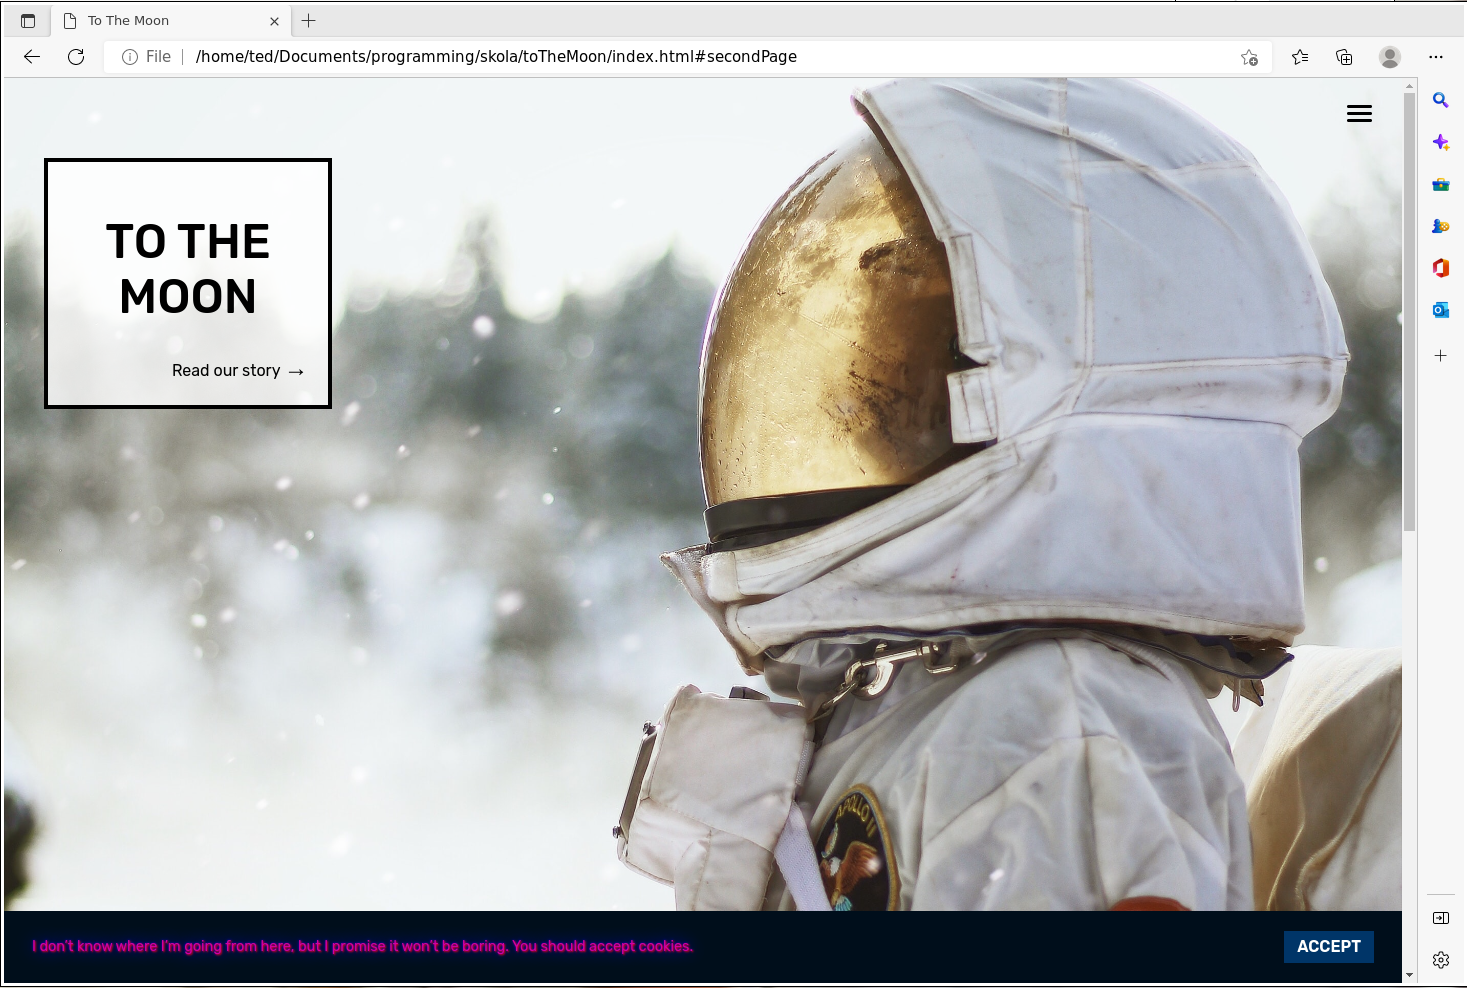 To The Moon
File
/home/ted/Documents/programming/skola/toTheMoon/index.html#secondPage
TO THE
MOON
Read our story →
APOLLO 11
I don't know where I'm going from here, but I promise it won't be boring. You should accept cookies.
ACCEPT